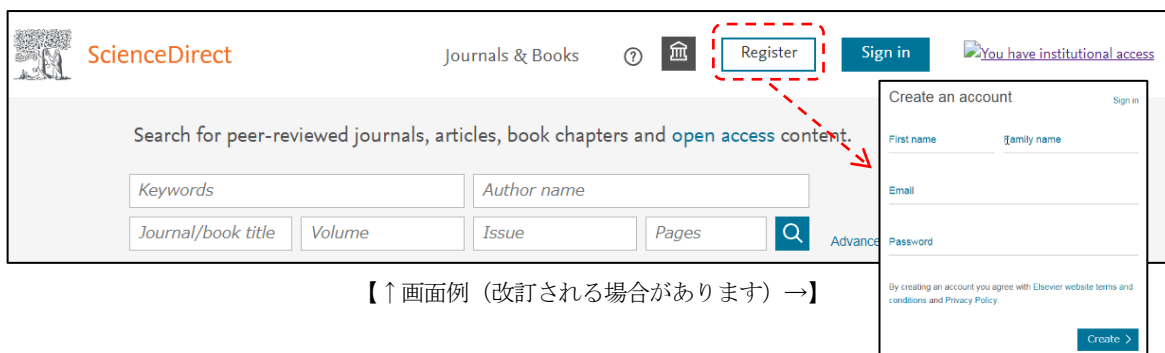 ScienceDirect
Journals & Books
?
Register
Sign in
You have institutional access
Search for peer-reviewed journals, articles, book chapters and open access content.
Keywords
Author name
Journal/book title
Volume
Issue
Pages
Advance
Create an account
Sign in
First name
Family name
Email
Password
By creating an account you agree with Elsevier website terms and
conditions and Privacy Policy.
Create >
【↑画面例（改訂される場合があります）→】